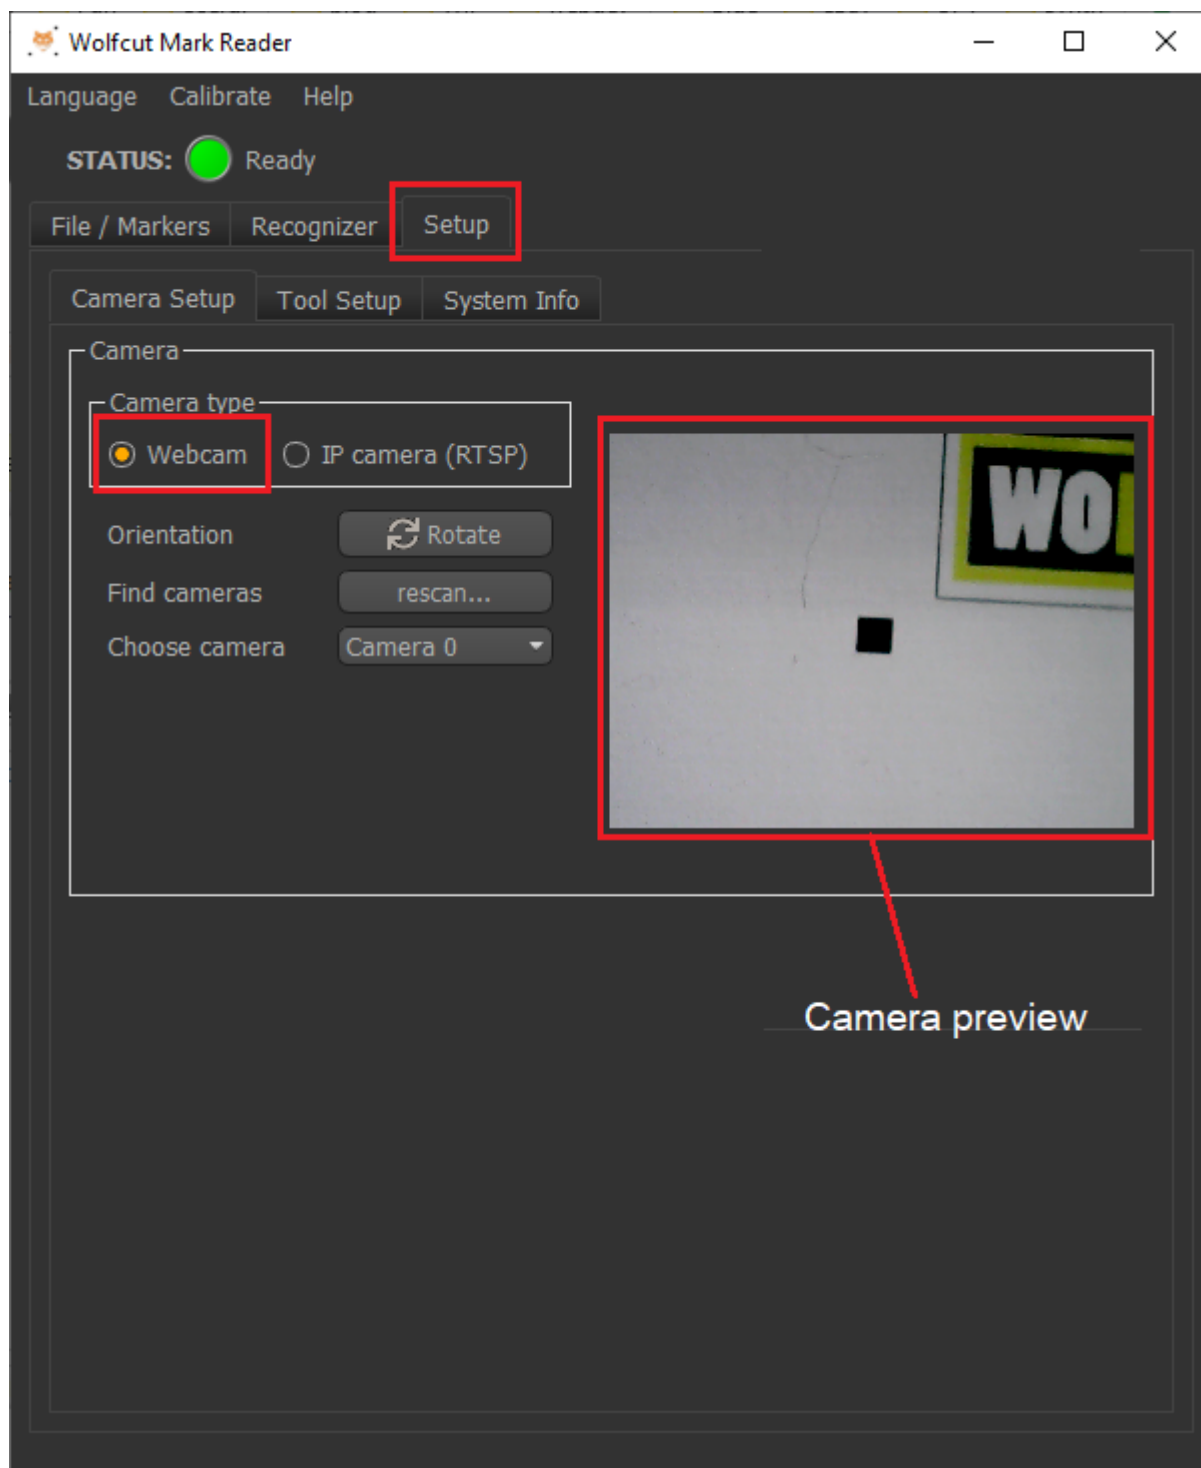 Wolfcut Mark Reader
Language Calibrate Help
STATUS: Ready
File / Markers Recognizer Setup
Camera Setup Tool Setup System Info
Camera
Camera type
Webcam IP camera (RTSP)
WO
Orientation Rotate
Find cameras rescan...
Choose camera Camera 0
Camera preview